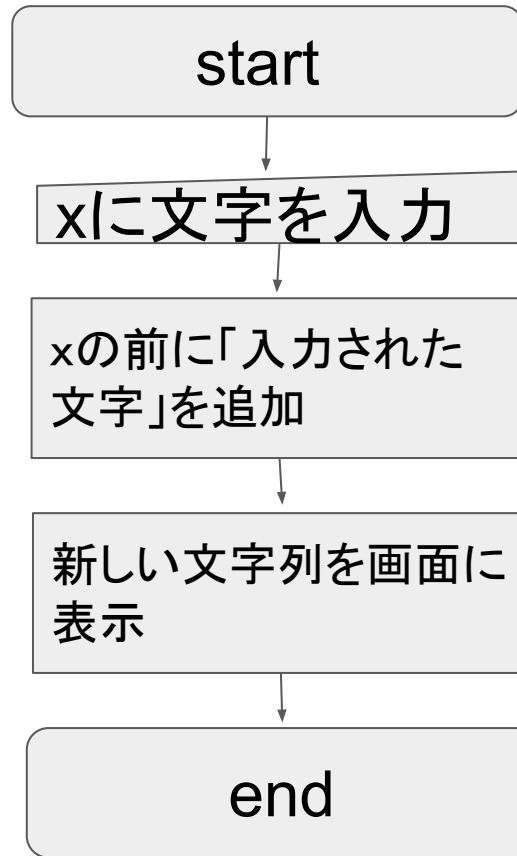 start
xに文字を入力
xの前に「入力された
文字」を追加
新しい文字列を画面に
表示
end